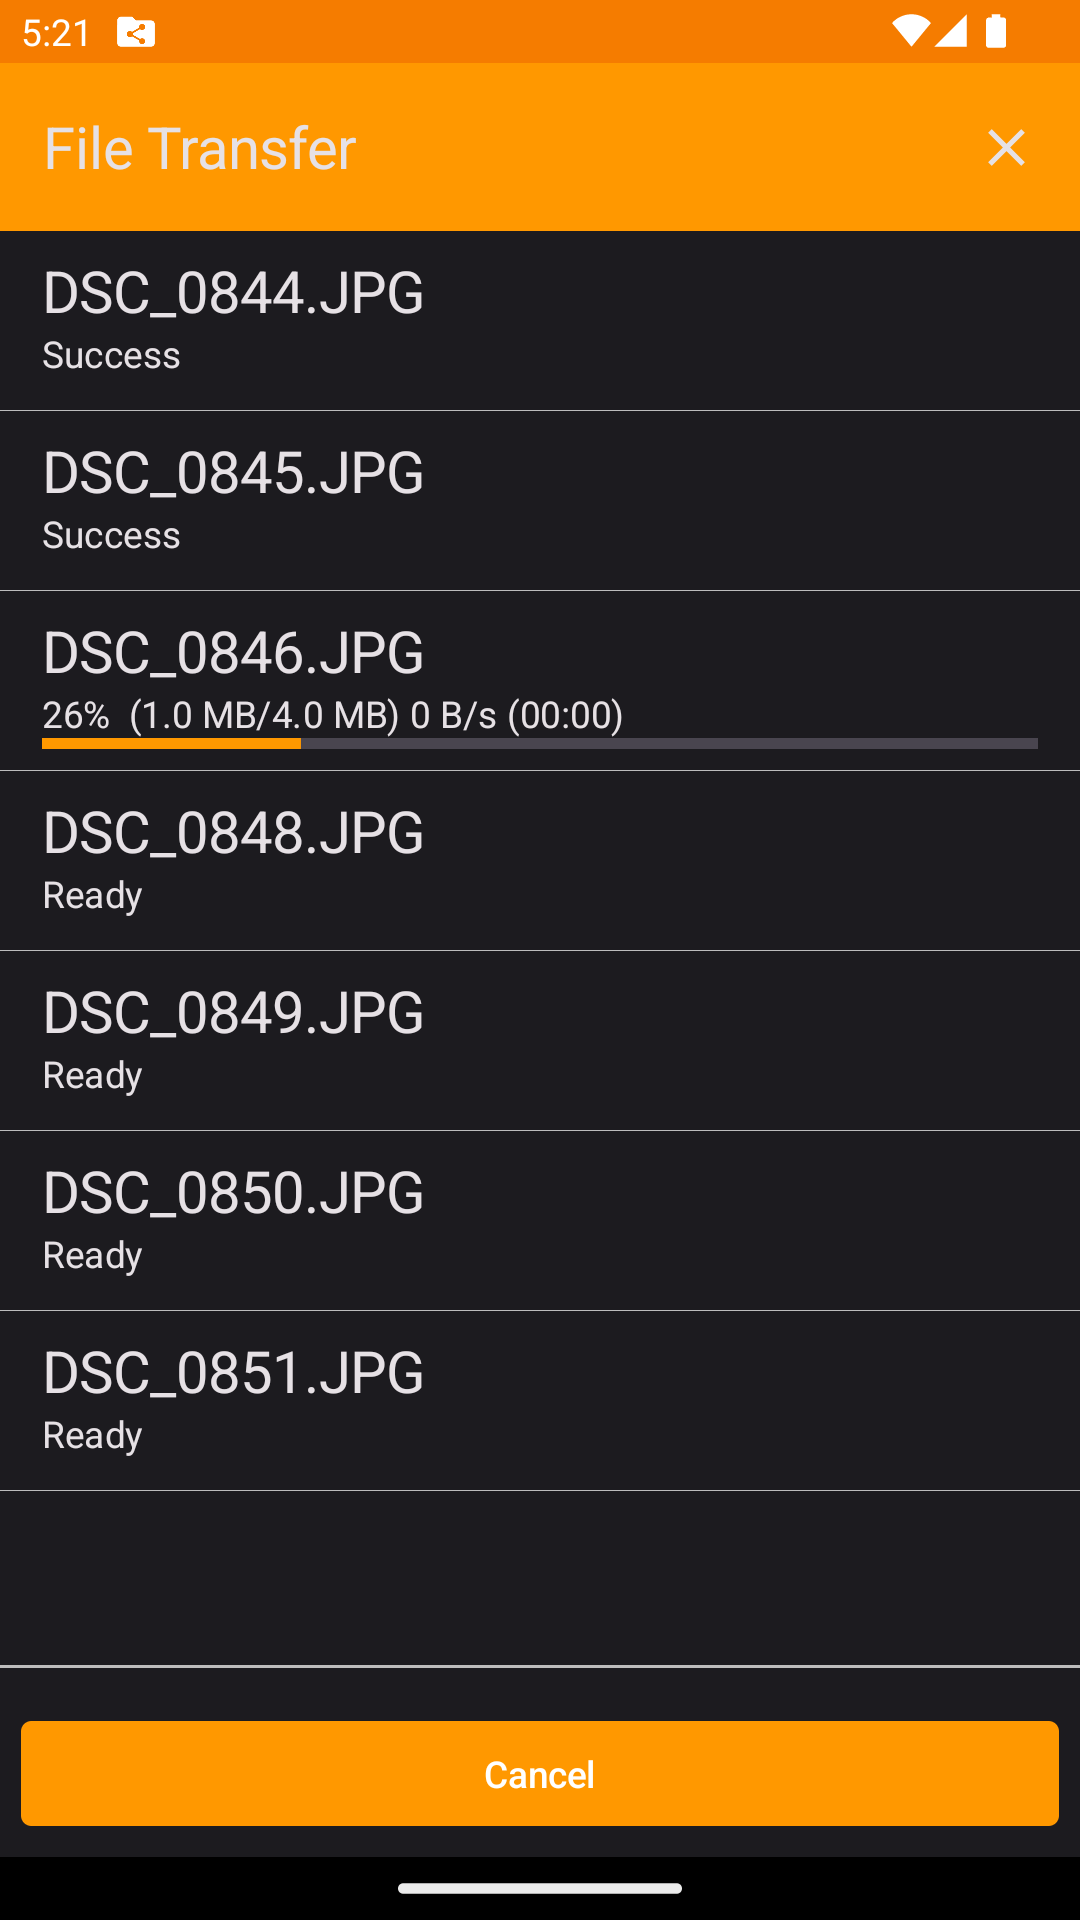 5:21
File Transfer
DSC_0844.JPG
Success
DSC_0845.JPG
Success
DSC_0846.JPG
26%  (1.0 MB/4.0 MB) 0 B/s (00:00)
DSC_0848.JPG
Ready
DSC_0849.JPG
Ready
DSC_0850.JPG
Ready
DSC_0851.JPG
Ready
Cancel